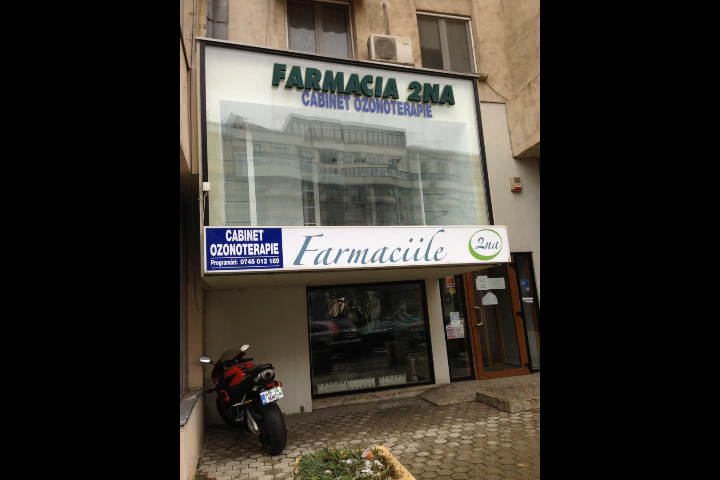 FARMACIA 2NA
CABINET OZONOTERAPIE
CABINET
OZONOTERAPIE
Programări: 0745 012 189
Farmaciile
2na